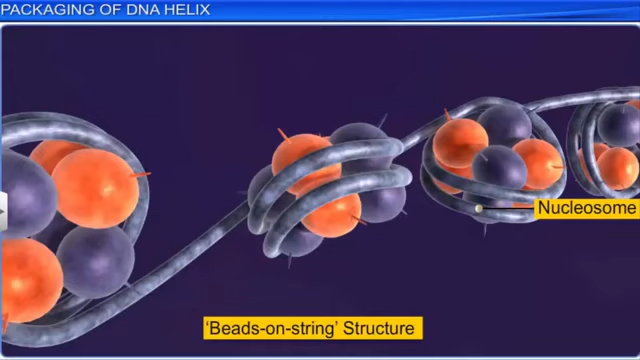 PACKAGING OF DNA HELIX
Nucleosome
‘Beads-on-string’ Structure